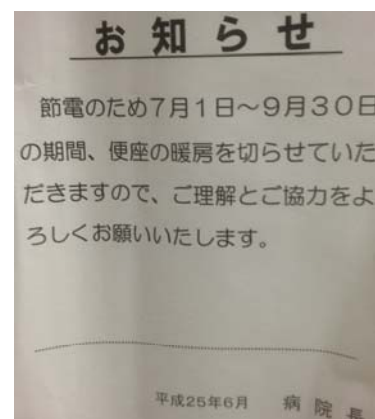 お知らせ
節電のため7月1日～9月30日
の期間、便座の暖房を切らせていた
だきますので、ご理解とご協力をよ
ろしくお願いいたします。
平成25年6月　病院長